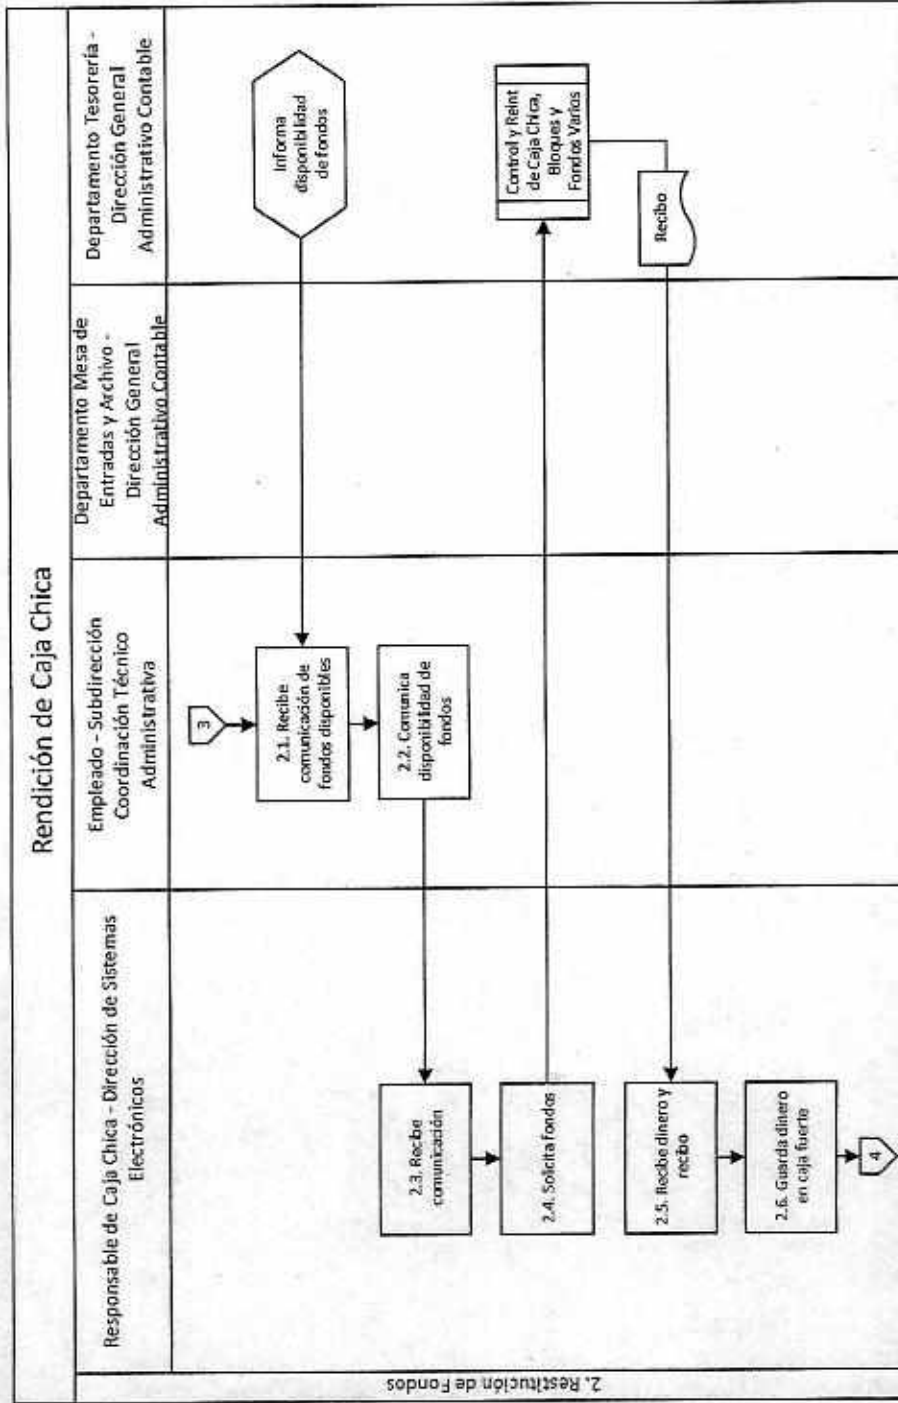 Rendición de Caja Chica
Responsable de Caja Chica - Dirección de Sistemas
Electrónicos
Empleado - Subdirección
Coordinación Técnico
Administrativa
Departamento Mesa de
Entradas y Archivo -
Dirección General
Administrativo Contable
Departamento Tesorería -
Dirección General
Administrativo Contable
2. Restitución de Fondos
3
Informa
disponibilidad
de fondos
2.1. Recibe
comunicación de
fondos disponibles
2.2. Comunica
disponibilidad de
fondos
2.3. Recibe
comunicación
2.4. Solicita fondos
Control y Reint
de Caja Chica,
Bloques y
Fondos Varios
Recibo
2.5. Recibe dinero y
recibo
2.6. Guarda dinero
en caja fuerte
4